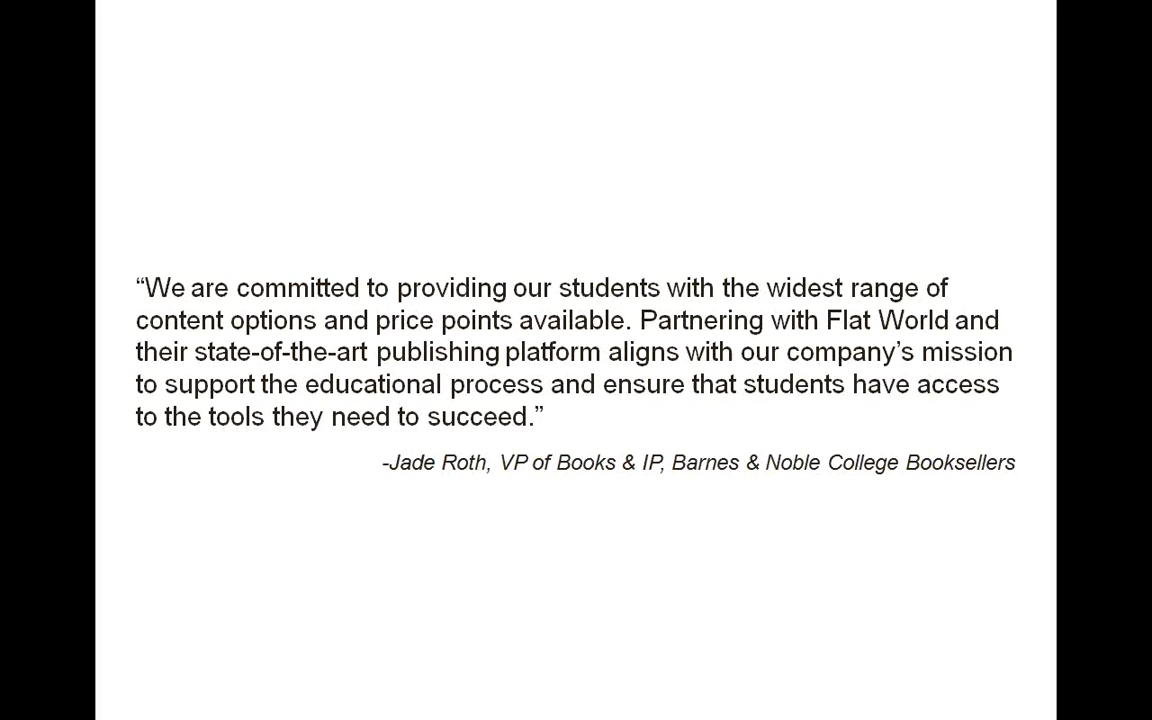 “We are committed to providing our students with the widest range of
content options and price points available. Partnering with Flat World and
their state-of-the-art publishing platform aligns with our company’s mission
to support the educational process and ensure that students have access
to the tools they need to succeed.”
-Jade Roth, VP of Books & IP, Barnes & Noble College Booksellers